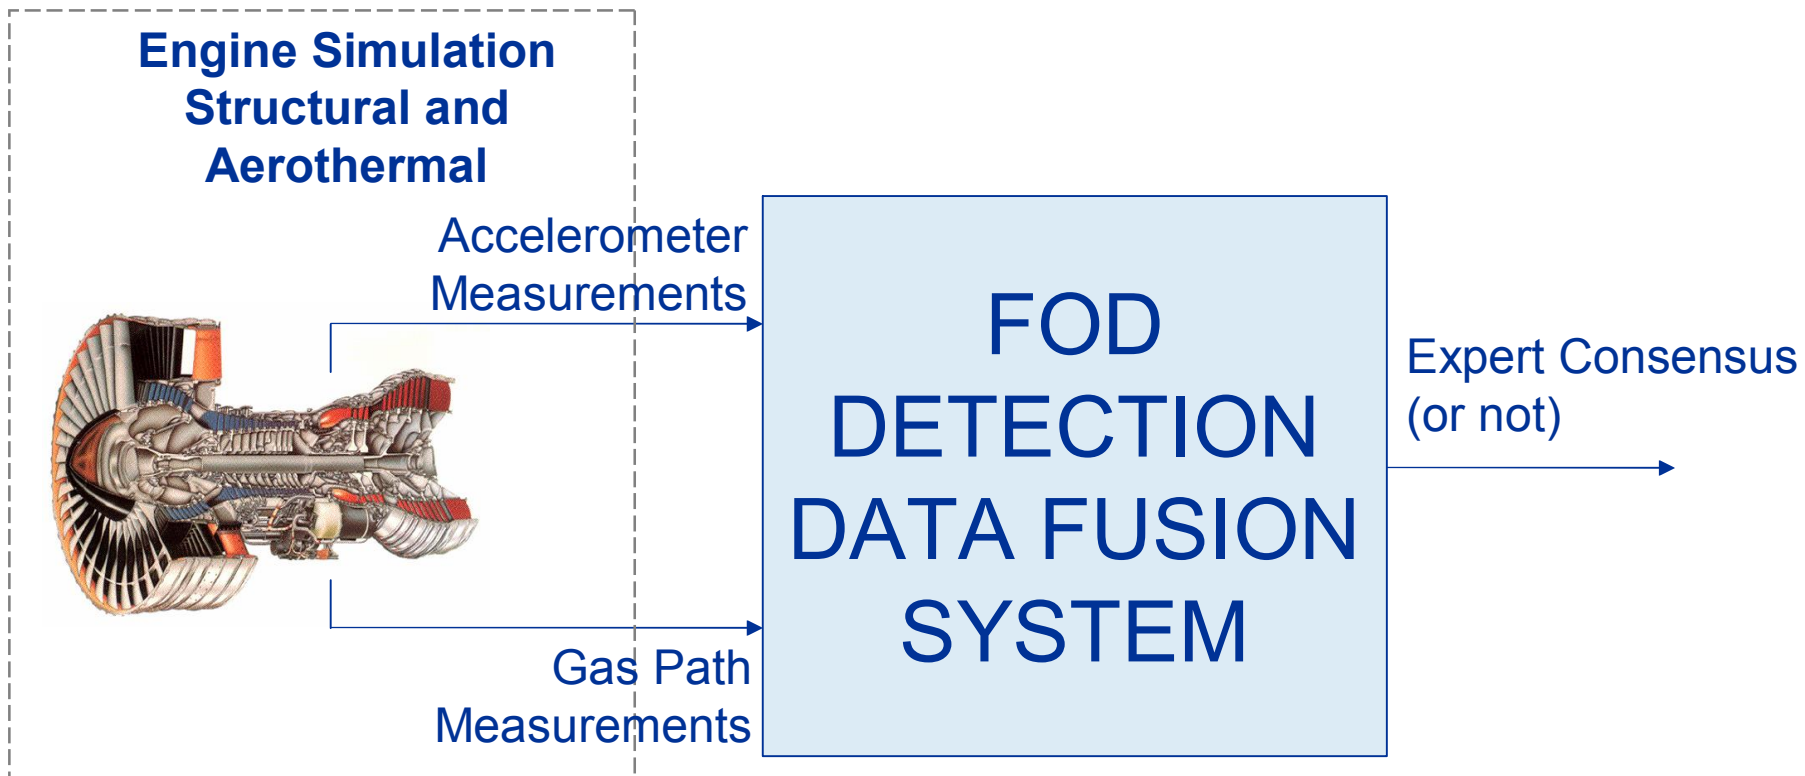 Engine Simulation
Structural and
Aerothermal
Accelerometer
Measurements
FOD
DETECTION
DATA FUSION
SYSTEM
Expert Consensus
(or not)
Gas Path
Measurements